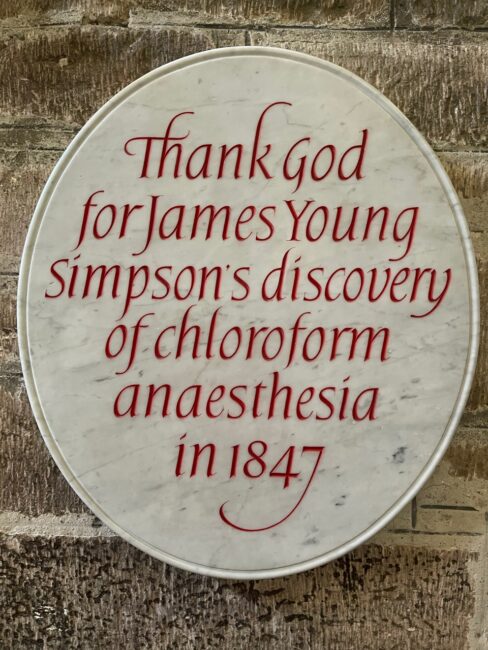 Thank God
for James Young
Simpson's discovery
of chloroform
anaesthesia
in 1847